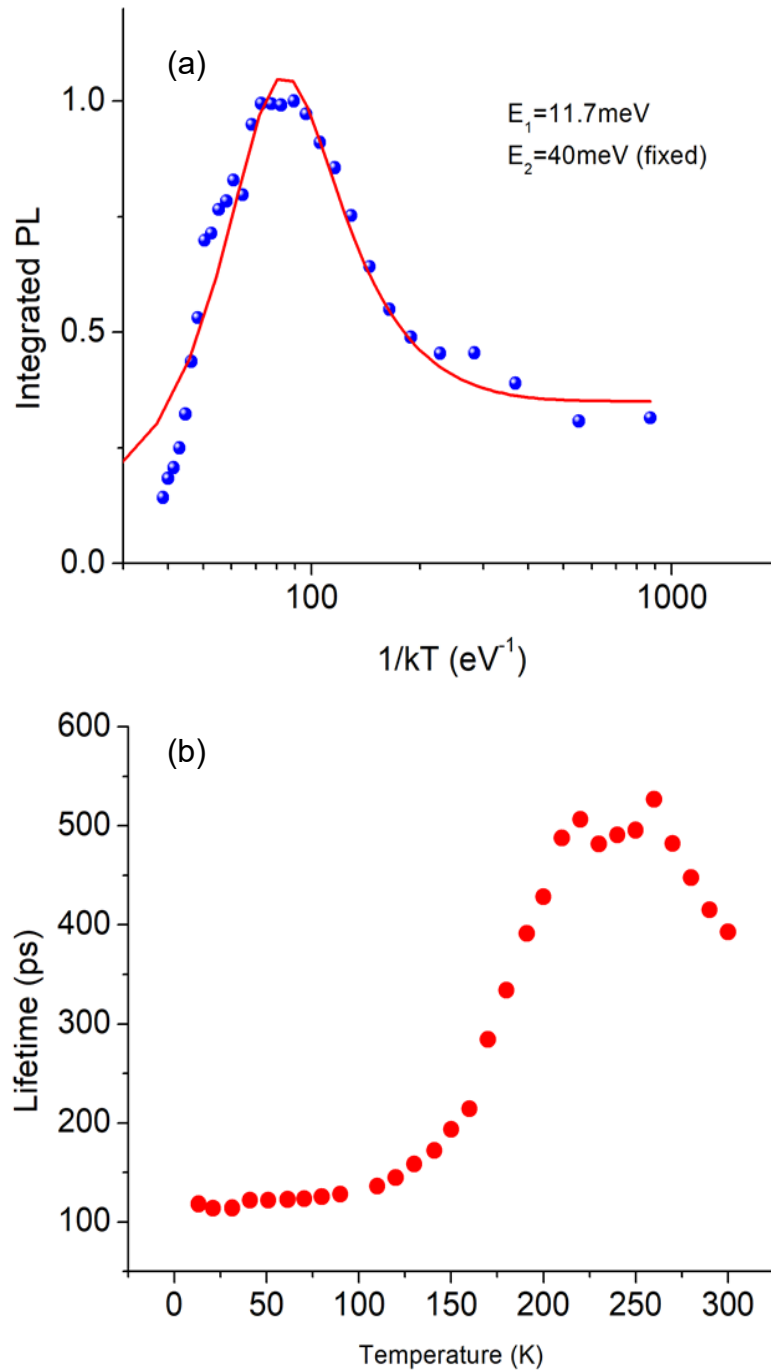 (a)
E₁=11.7meV
E₂=40meV (fixed)
Integrated PL
1.0
0.5
0.0
100
1000
1/kT (eV⁻¹)
(b)
Lifetime (ps)
600
500
400
300
200
100
0
50
100
150
200
250
300
Temperature (K)